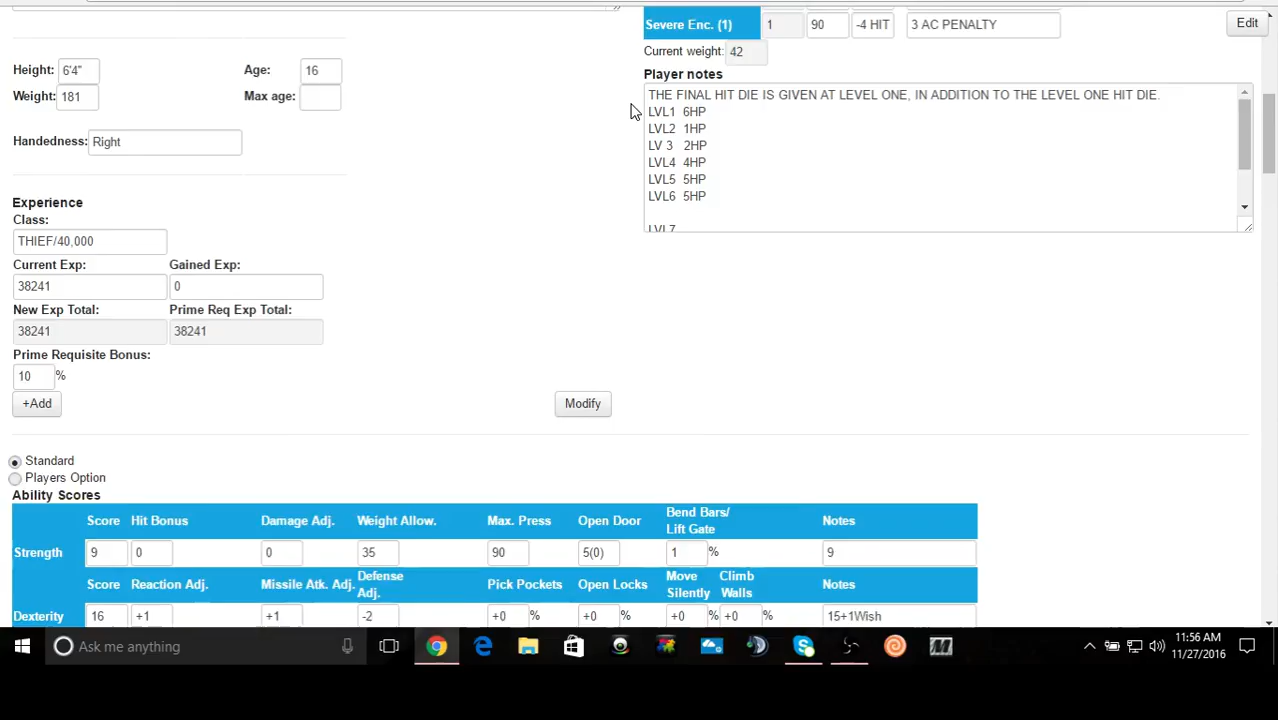 Severe Enc. (1) 1 90 -4 HIT 3 AC PENALTY Edit
Current weight: 42
Player notes
THE FINAL HIT DIE IS GIVEN AT LEVEL ONE, IN ADDITION TO THE LEVEL ONE HIT DIE.
LVL1 6HP
LVL2 1HP
LV 3 2HP
LVL4 4HP
LVL5 5HP
LVL6 5HP
LVL7
Height: 6'4" Age: 16
Weight: 181 Max age:
Handedness: Right
Experience
Class:
THIEF/40,000
Current Exp: Gained Exp:
38241 0
New Exp Total: Prime Req Exp Total:
38241 38241
Prime Requisite Bonus:
10 %
+Add Modify
Standard
Players Option
Ability Scores
Score Hit Bonus Damage Adj. Weight Allow. Max. Press Open Door Bend Bars/ Lift Gate Notes
Strength 9 0 0 35 90 5(0) 1 % 9
Score Reaction Adj. Missile Atk. Adj. Defense Adj. Pick Pockets Open Locks Move Silently Climb Walls Notes
Dexterity 16 +1 +1 -2 +0 % +0 % +0 % +0 % 15+1Wish
Ask me anything
11:56 AM
11/27/2016